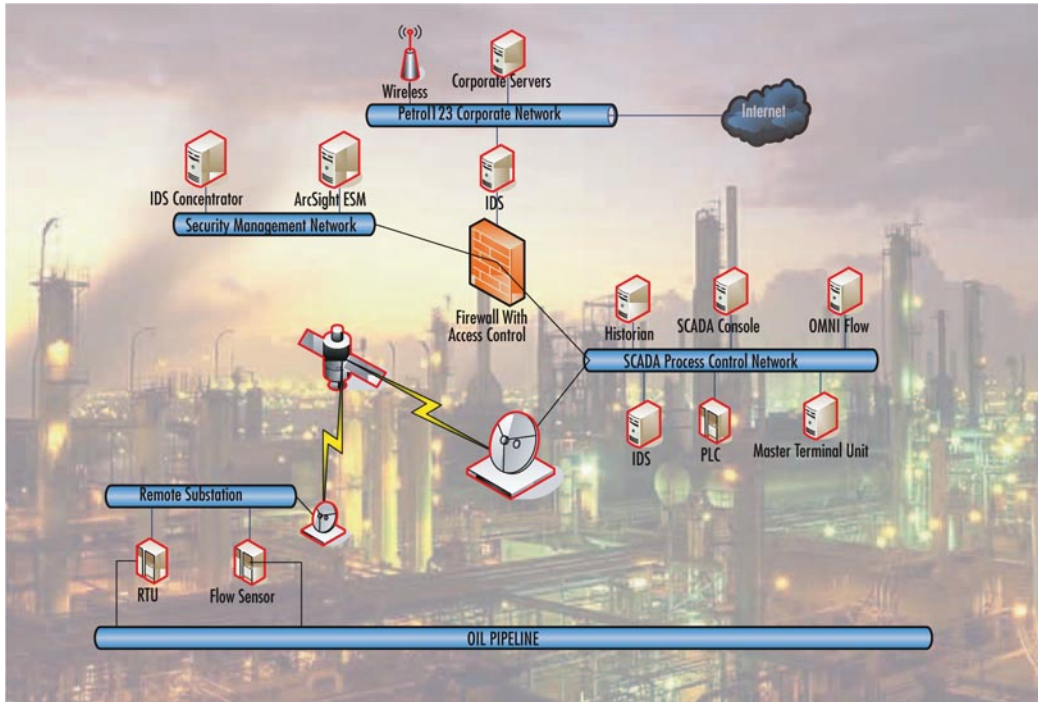 Wireless
Corporate Servers
Petrol123 Corporate Network
Internet
IDS Concentrator
ArcSight ESM
IDS
Security Management Network
Firewall With
Access Control
Historian
SCADA Console
OMNI Flow
SCADA Process Control Network
IDS
PLC
Master Terminal Unit
Remote Substation
RTU
Flow Sensor
OIL PIPELINE